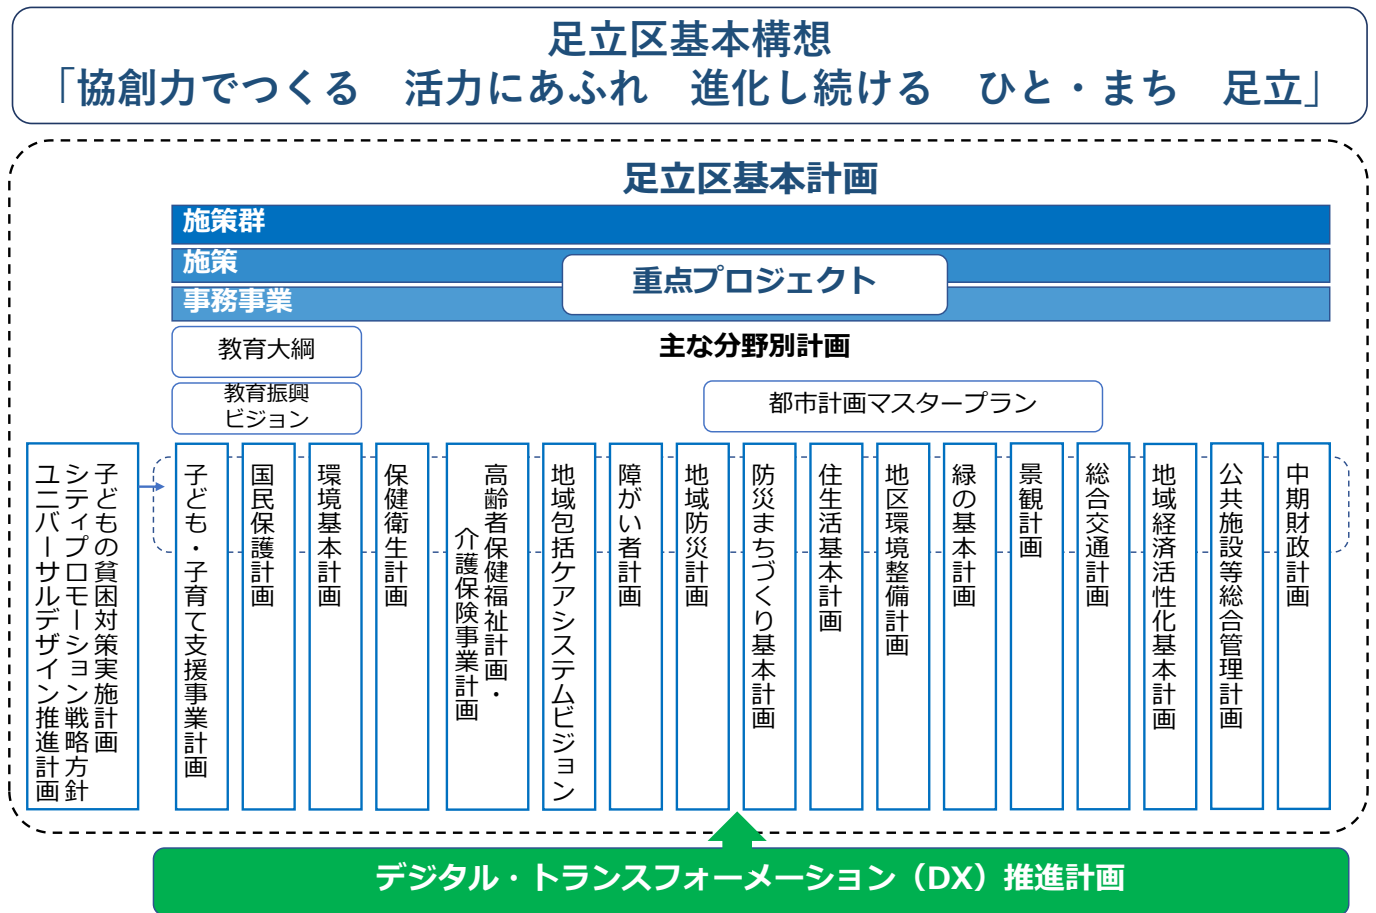 足立区基本構想
「協創力でつくる　活力にあふれ　進化し続ける　ひと・まち　足立」
足立区基本計画
施策群
施策
重点プロジェクト
事務事業
教育大綱
主な分野別計画
教育振興
ビジョン
都市計画マスタープラン
子どもの貧困対策実施計画
シティプロモーション戦略方針
ユニバーサルデザイン推進計画
子ども・子育て支援事業計画
国民保護計画
環境基本計画
保健衛生計画
高齢者保健福祉計画・
介護保険事業計画
地域包括ケアシステムビジョン
障がい者計画
地域防災計画
防災まちづくり基本計画
住生活基本計画
地区環境整備計画
緑の基本計画
景観計画
総合交通計画
地域経済活性化基本計画
公共施設等総合管理計画
中期財政計画
デジタル・トランスフォーメーション（DX）推進計画